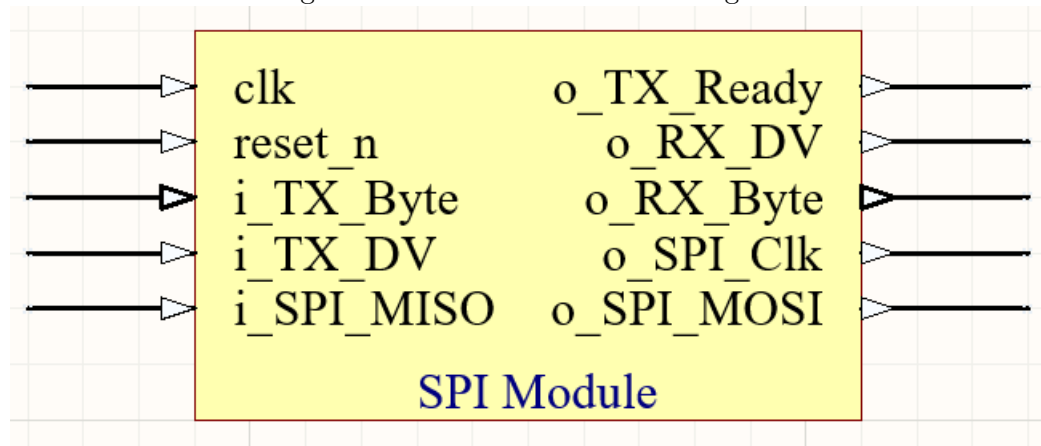 clk o_TX_Ready
reset_n o_RX_DV
i_TX_Byte o_RX_Byte
i_TX_DV o_SPI_Clk
i_SPI_MISO o_SPI_MOSI
SPI Module